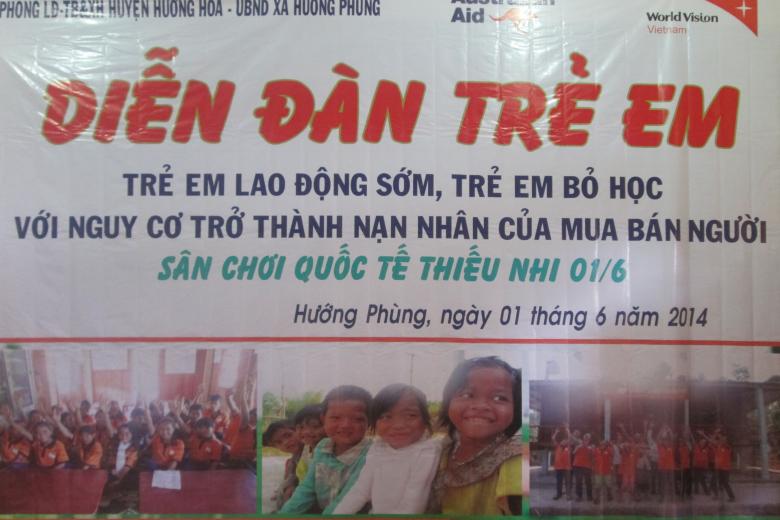 PHÒNG LĐ-TB&XH HUYỆN HƯỚNG HÓA - UBND XÃ HƯỚNG PHÙNG
Australian
Aid
World Vision
Vietnam
DIỄN ĐÀN TRẺ EM
TRẺ EM LAO ĐỘNG SỚM, TRẺ EM BỎ HỌC
VỚI NGUY CƠ TRỞ THÀNH NẠN NHÂN CỦA MUA BÁN NGƯỜI
SÂN CHƠI QUỐC TẾ THIẾU NHI 01/6
Hướng Phùng, ngày 01 tháng 6 năm 2014